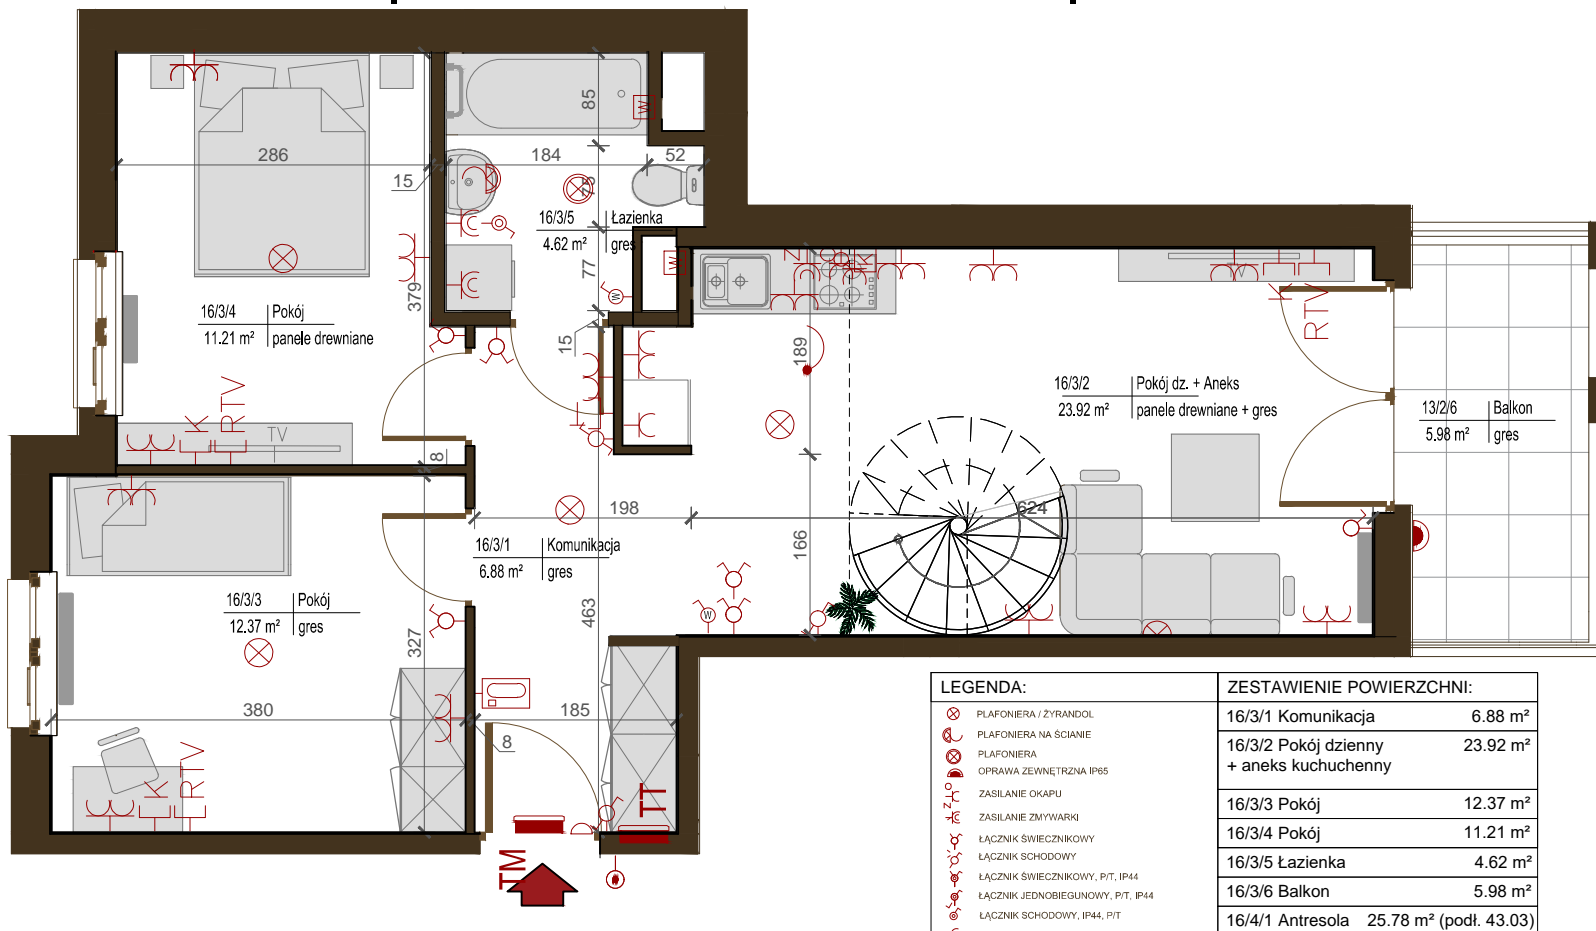 286
15
379
85
184
52
75
77
W
W
W
W
16/3/5 Łazienka
4.62 m² gres
16/3/4 Pokój
11.21 m² panele drewniane
K
RTV
TV
8
15
189
TV
K
RTV
16/3/2 Pokój dz. + Aneks
23.92 m² panele drewniane + gres
13/2/6 Balkon
5.98 m² gres
198
624
166
16/3/1 Komunikacja
6.88 m² gres
16/3/3 Pokój
12.37 m² gres
327
463
380
185
8
K
RTV
TT
TM
LEGENDA:
PLAFONIERA / ŻYRANDOL
PLAFONIERA NA ŚCIANIE
PLAFONIERA
OPRAWA ZEWNĘTRZNA IP65
ZASILANIE OKAPU
ZASILANIE ZMYWARKI
ŁĄCZNIK ŚWIECZNIKOWY
ŁĄCZNIK SCHODOWY
ŁĄCZNIK ŚWIECZNIKOWY, P/T, IP44
ŁĄCZNIK JEDNOBIEGUNOWY, P/T, IP44
ŁĄCZNIK SCHODOWY, IP44, P/T
ZESTAWIENIE POWIERZCHNI:
16/3/1 Komunikacja 6.88 m²
16/3/2 Pokój dzienny 23.92 m²
+ aneks kuchuchenny
16/3/3 Pokój 12.37 m²
16/3/4 Pokój 11.21 m²
16/3/5 Łazienka 4.62 m²
16/3/6 Balkon 5.98 m²
16/4/1 Antresola 25.78 m² (podł. 43.03)